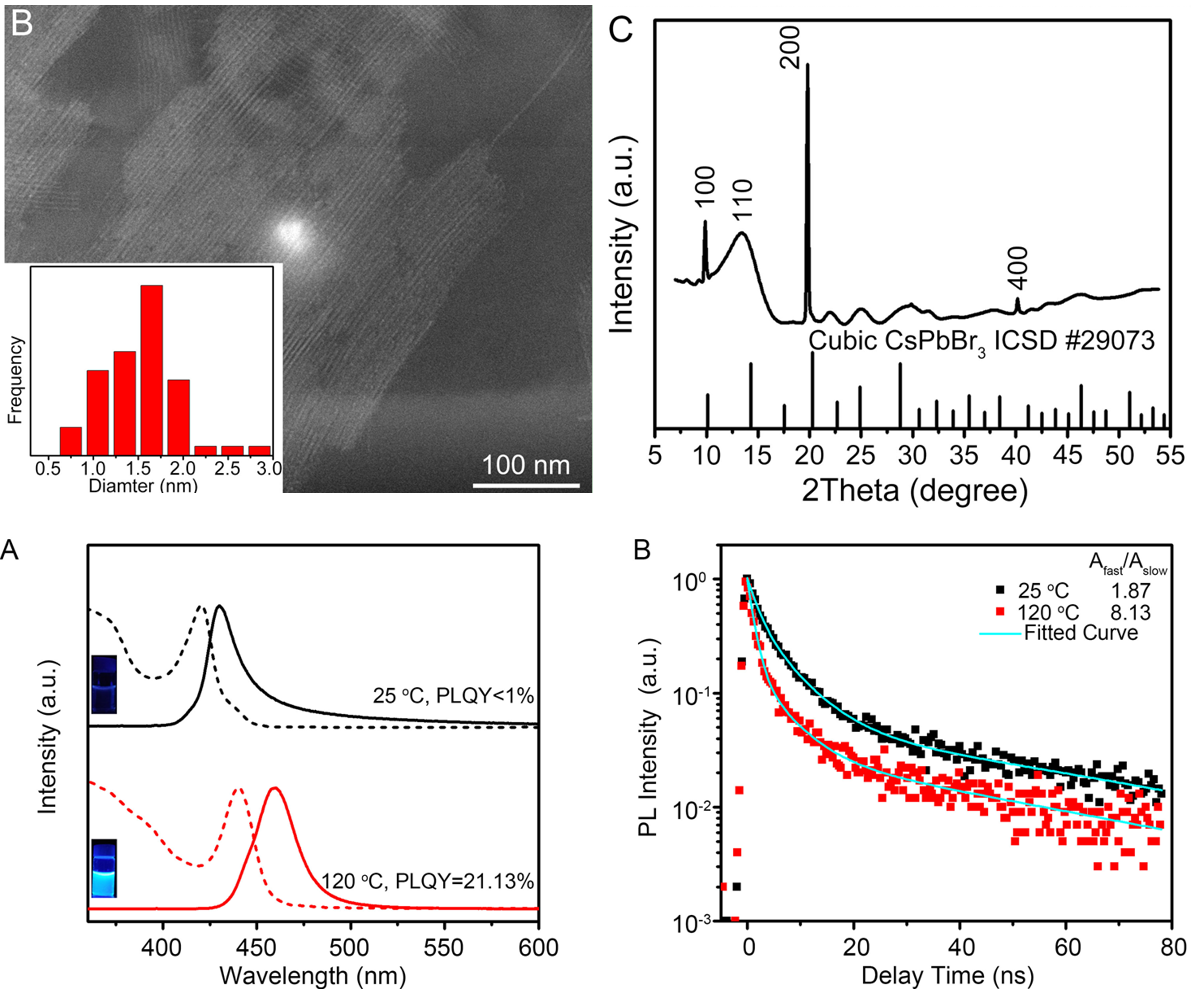 B
100 nm
Frequency
0.5 1.0 1.5 2.0 2.5 3.0
Diamter (nm)
C
Intensity (a.u.)
100
110
200
400
Cubic CsPbBr₃ ICSD #29073
5 10 15 20 25 30 35 40 45 50 55
2Theta (degree)
A
Intensity (a.u.)
25 °C, PLQY<1%
120 °C, PLQY=21.13%
400 450 500 550 600
Wavelength (nm)
B
A_fast/A_slow
25 °C 1.87
120 °C 8.13
Fitted Curve
PL Intensity (a.u.)
10⁰
10⁻¹
10⁻²
10⁻³
0 20 40 60 80
Delay Time (ns)